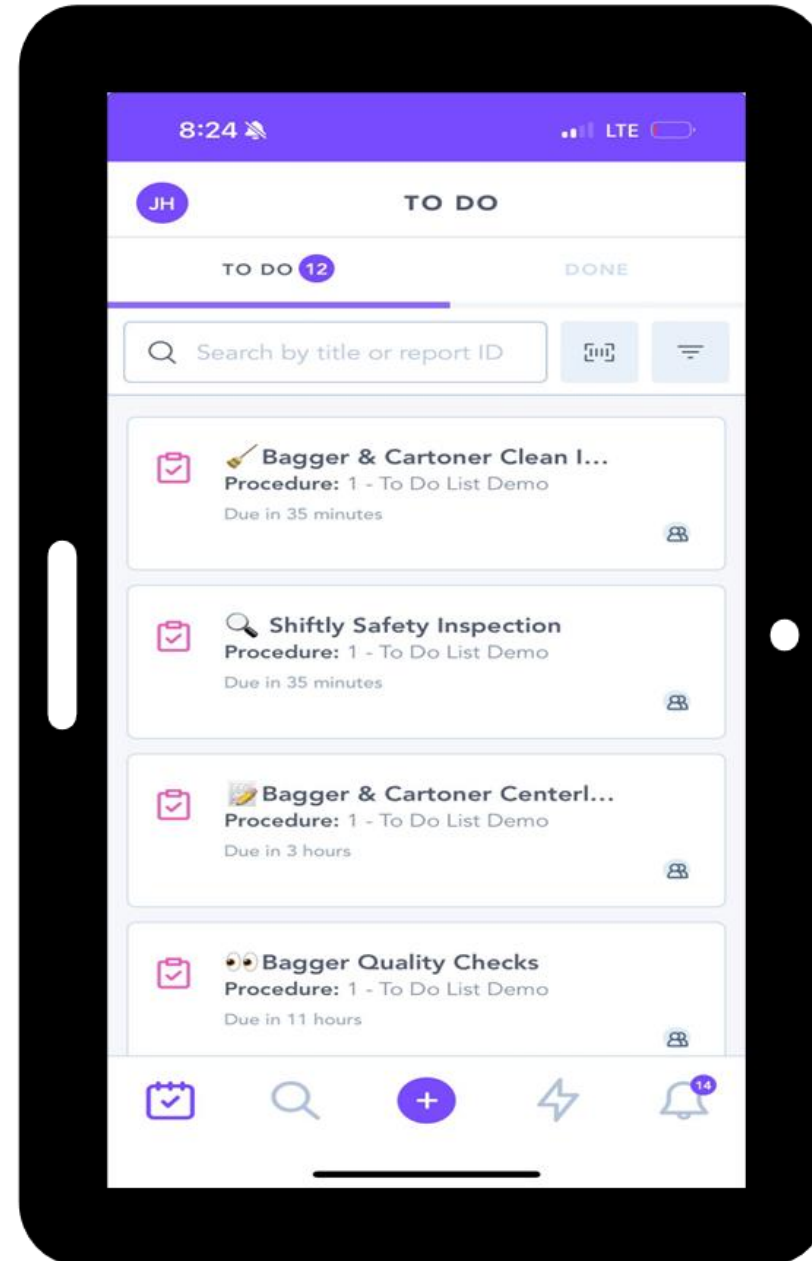 8:24
LTE
JH
TO DO
TO DO 12
DONE
Search by title or report ID
🧹Bagger & Cartoner Clean I...
Procedure: 1 - To Do List Demo
Due in 35 minutes
🔍 Shiftly Safety Inspection
Procedure: 1 - To Do List Demo
Due in 35 minutes
📝Bagger & Cartoner Centerl...
Procedure: 1 - To Do List Demo
Due in 3 hours
👀Bagger Quality Checks
Procedure: 1 - To Do List Demo
Due in 11 hours
14